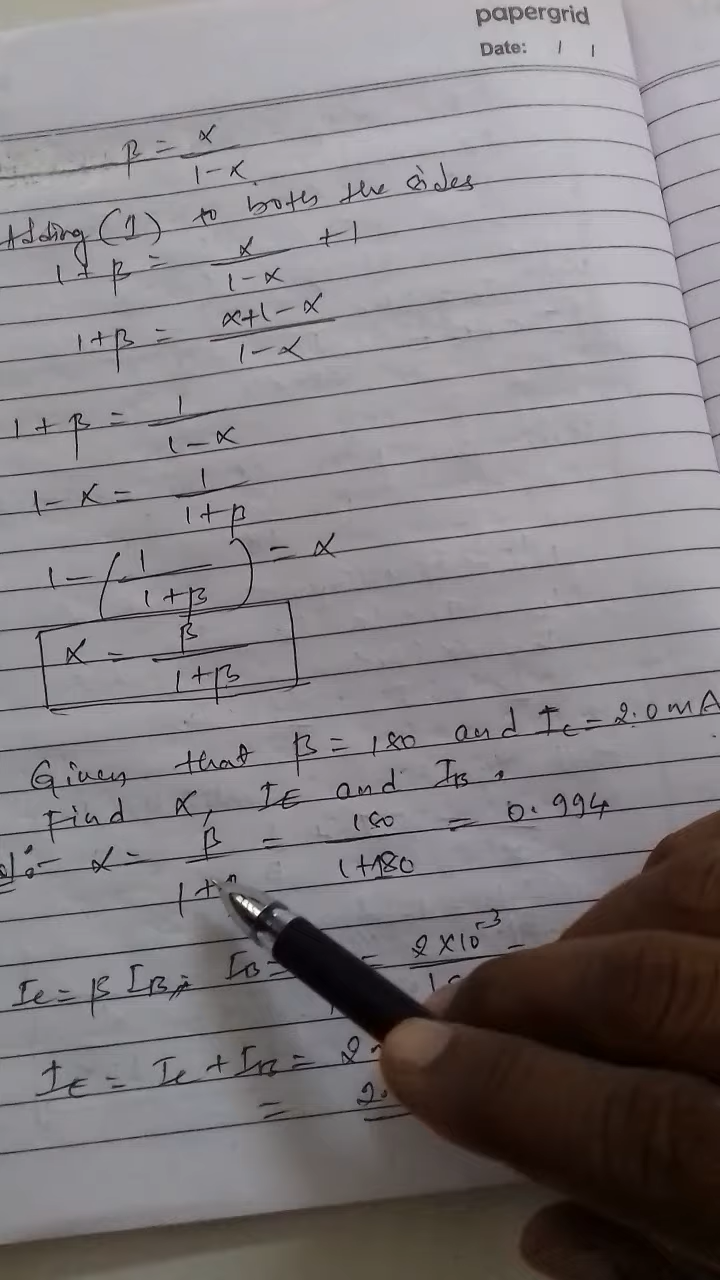 papergrid
Date: / /
β = α/(1-α)
Adding (1) to both the sides
1+β = α/(1-α) +1
1+β = (α+1-α)/(1-α)
1+β = 1/(1-α)
1-α = 1/(1+β)
1-(1/(1+β)) = α
α = β/(1+β)
Given that β = 180 and IC = 2.0mA
Find α, IE and IB.
α = β/(1+ = 180/(1+180) = 0.994
IC = β IB; IB = = 2×10^-3/ =
IE = IC + IB = 2
= 2.